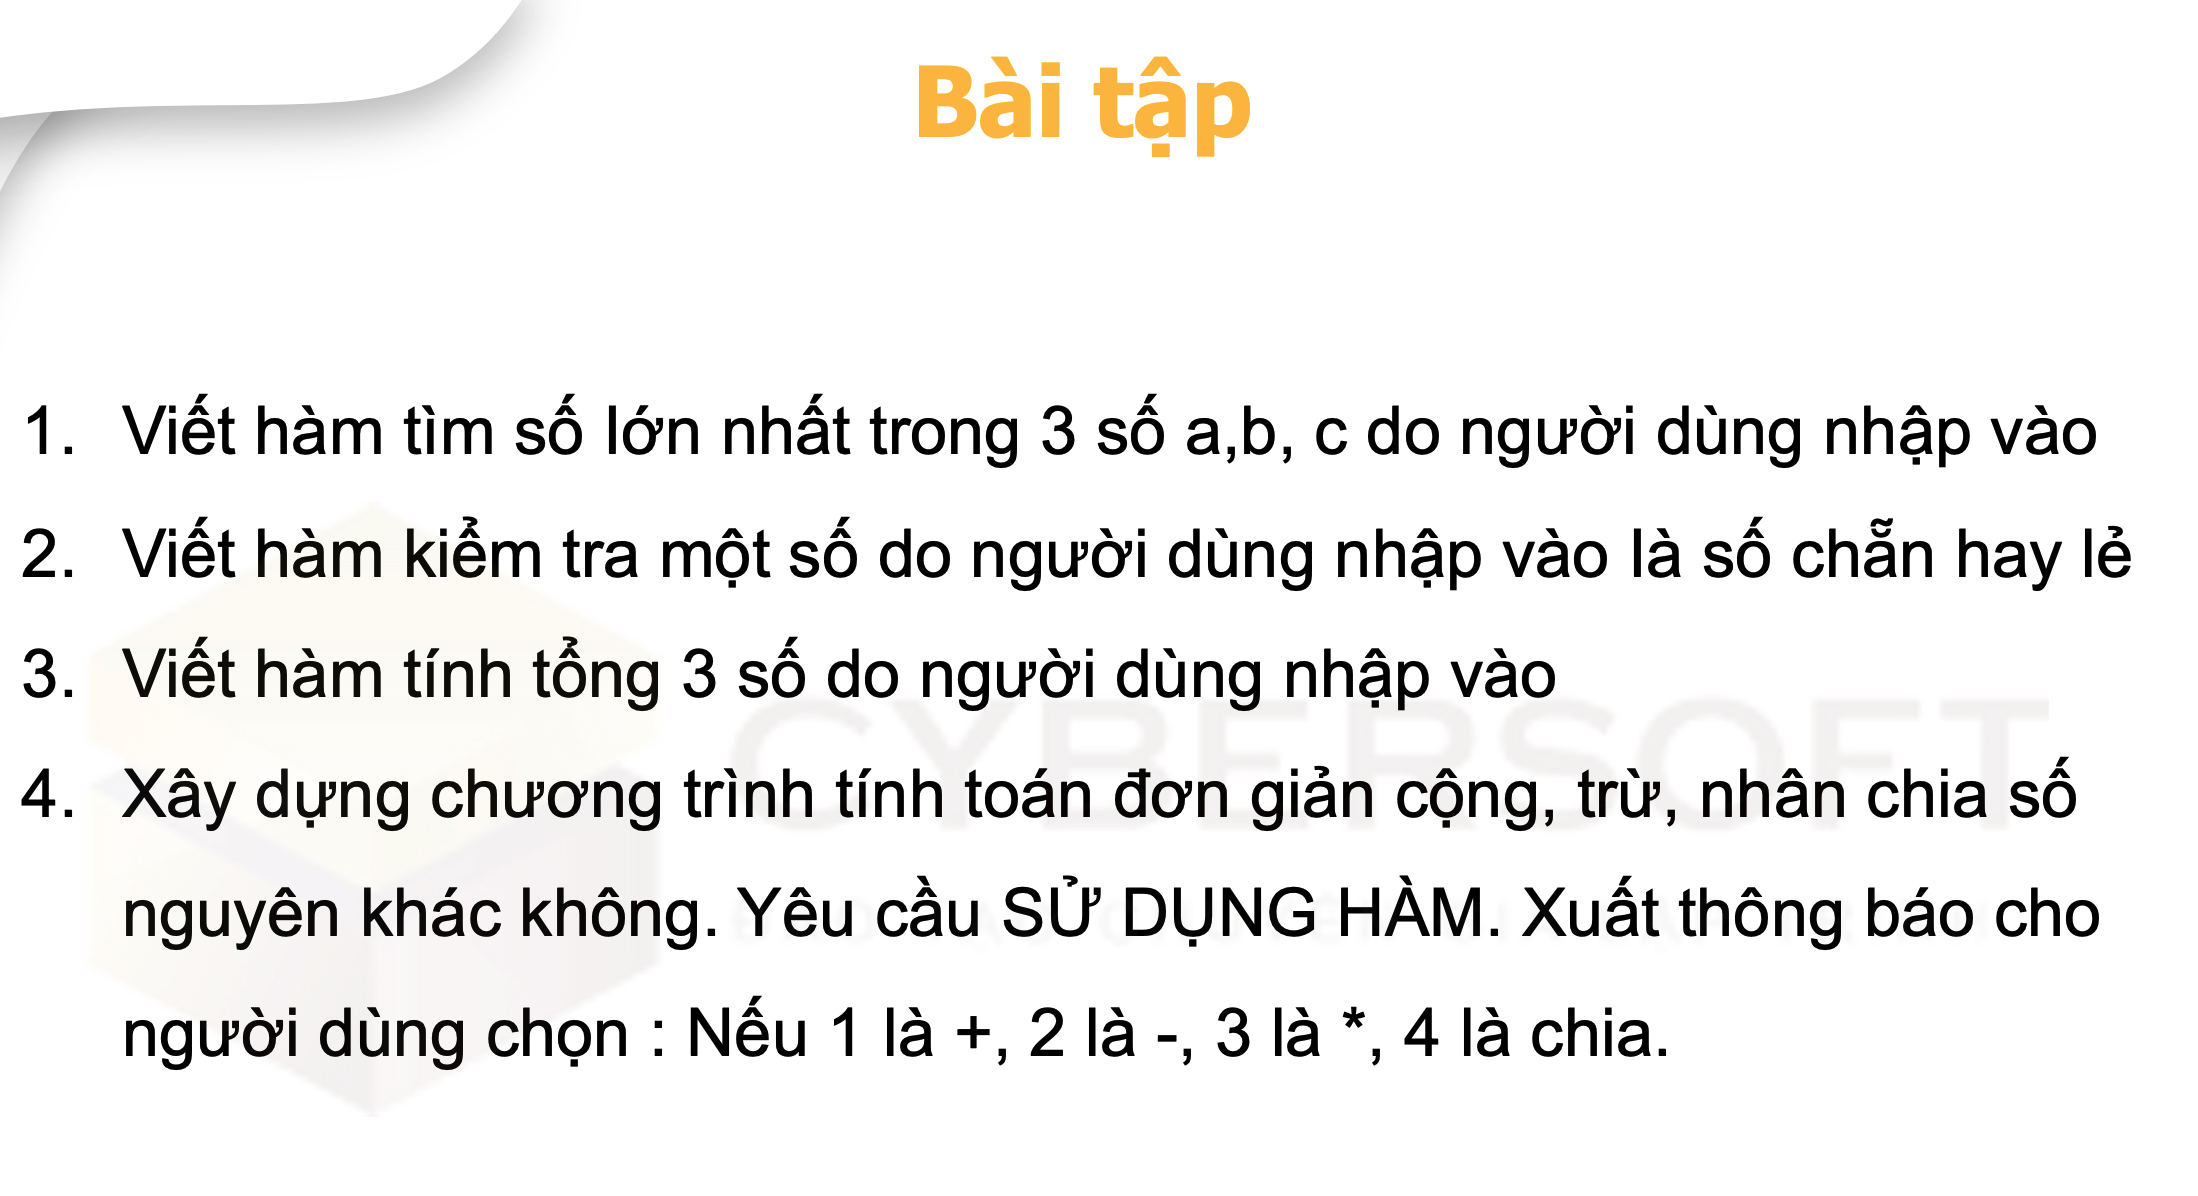 Bài tập
1. Viết hàm tìm số lớn nhất trong 3 số a,b, c do người dùng nhập vào
2. Viết hàm kiểm tra một số do người dùng nhập vào là số chẵn hay lẻ
3. Viết hàm tính tổng 3 số do người dùng nhập vào
CYBERSOFT
4. Xây dựng chương trình tính toán đơn giản cộng, trừ, nhân chia số
nguyên khác không. Yêu cầu SỬ DỤNG HÀM. Xuất thông báo cho
người dùng chọn : Nếu 1 là +, 2 là -, 3 là *, 4 là chia.